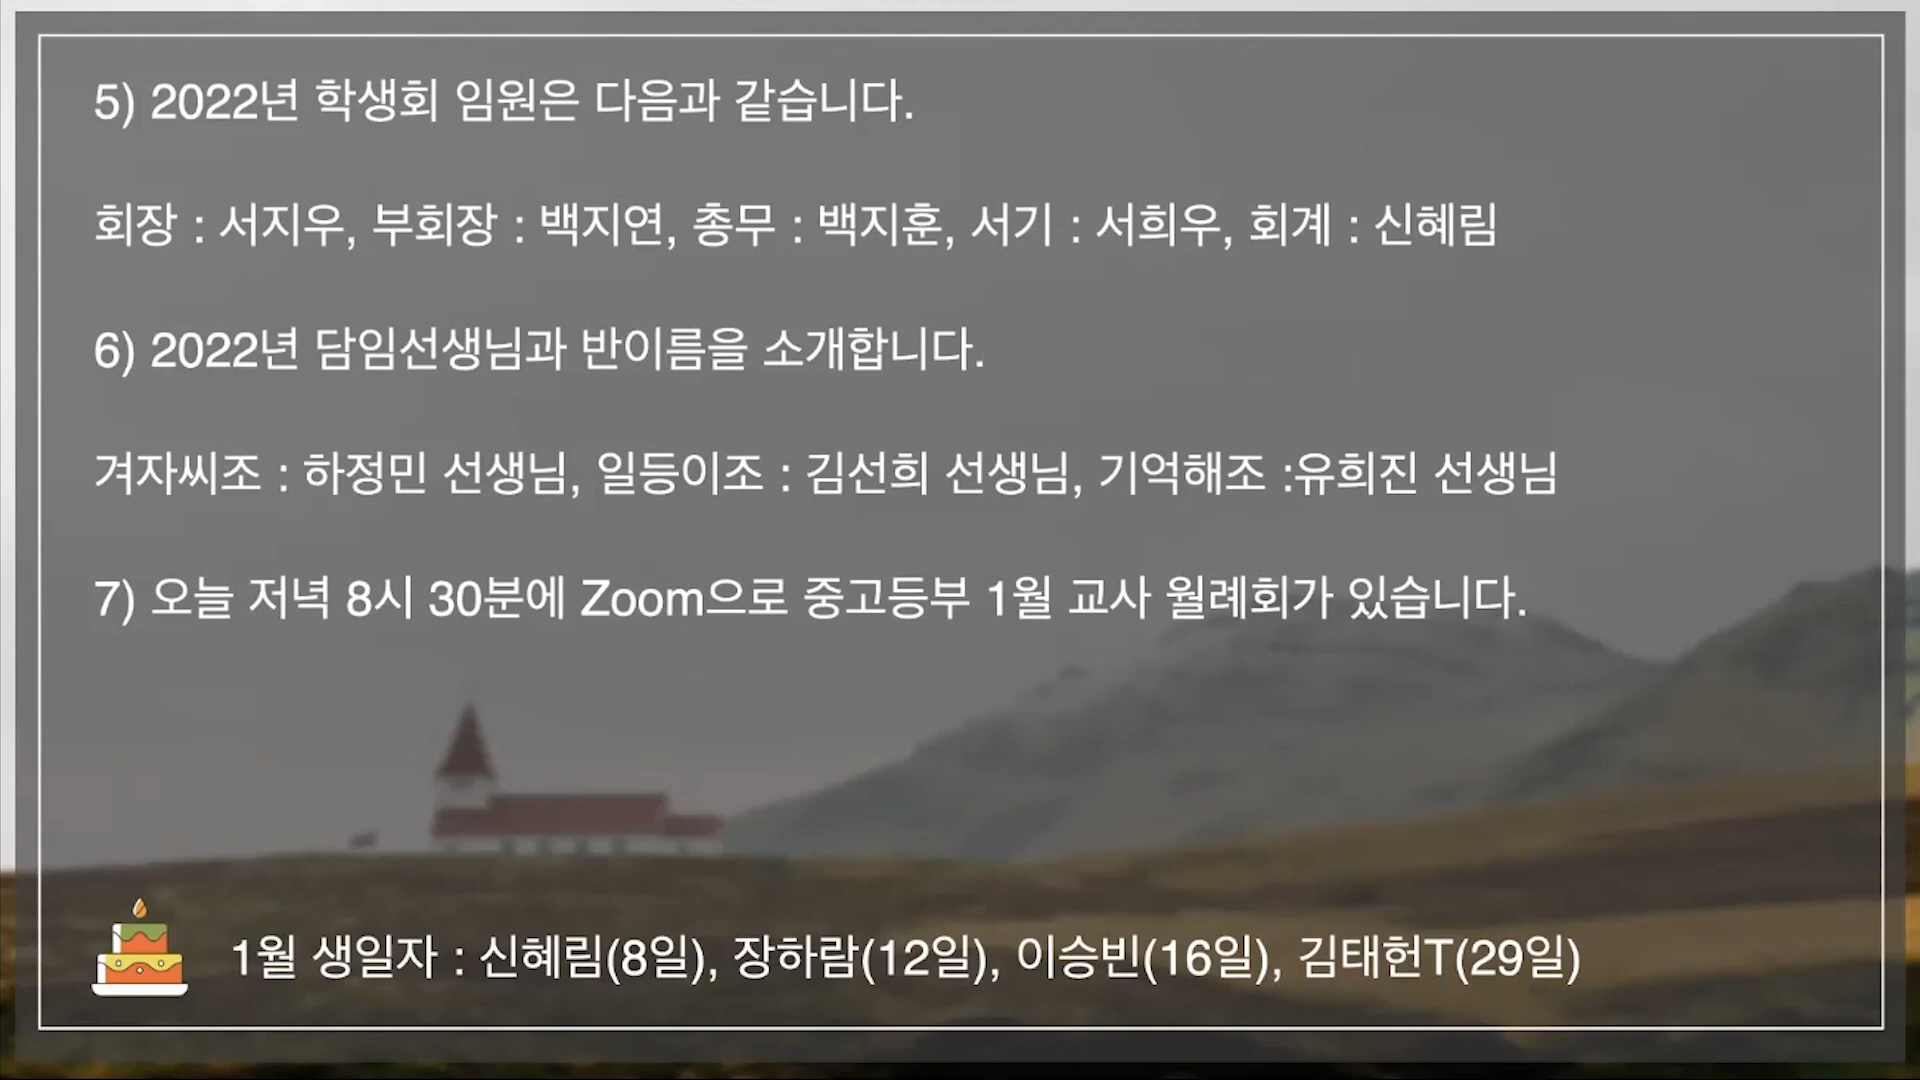 5) 2022년 학생회 임원은 다음과 같습니다.
회장 : 서지우, 부회장 : 백지연, 총무 : 백지훈, 서기 : 서희우, 회계 : 신혜림
6) 2022년 담임선생님과 반이름을 소개합니다.
겨자씨조 : 하정민 선생님, 일등이조 : 김선희 선생님, 기억해조 :유희진 선생님
7) 오늘 저녁 8시 30분에 Zoom으로 중고등부 1월 교사 월례회가 있습니다.
1월 생일자 : 신혜림(8일), 장하람(12일), 이승빈(16일), 김태헌T(29일)